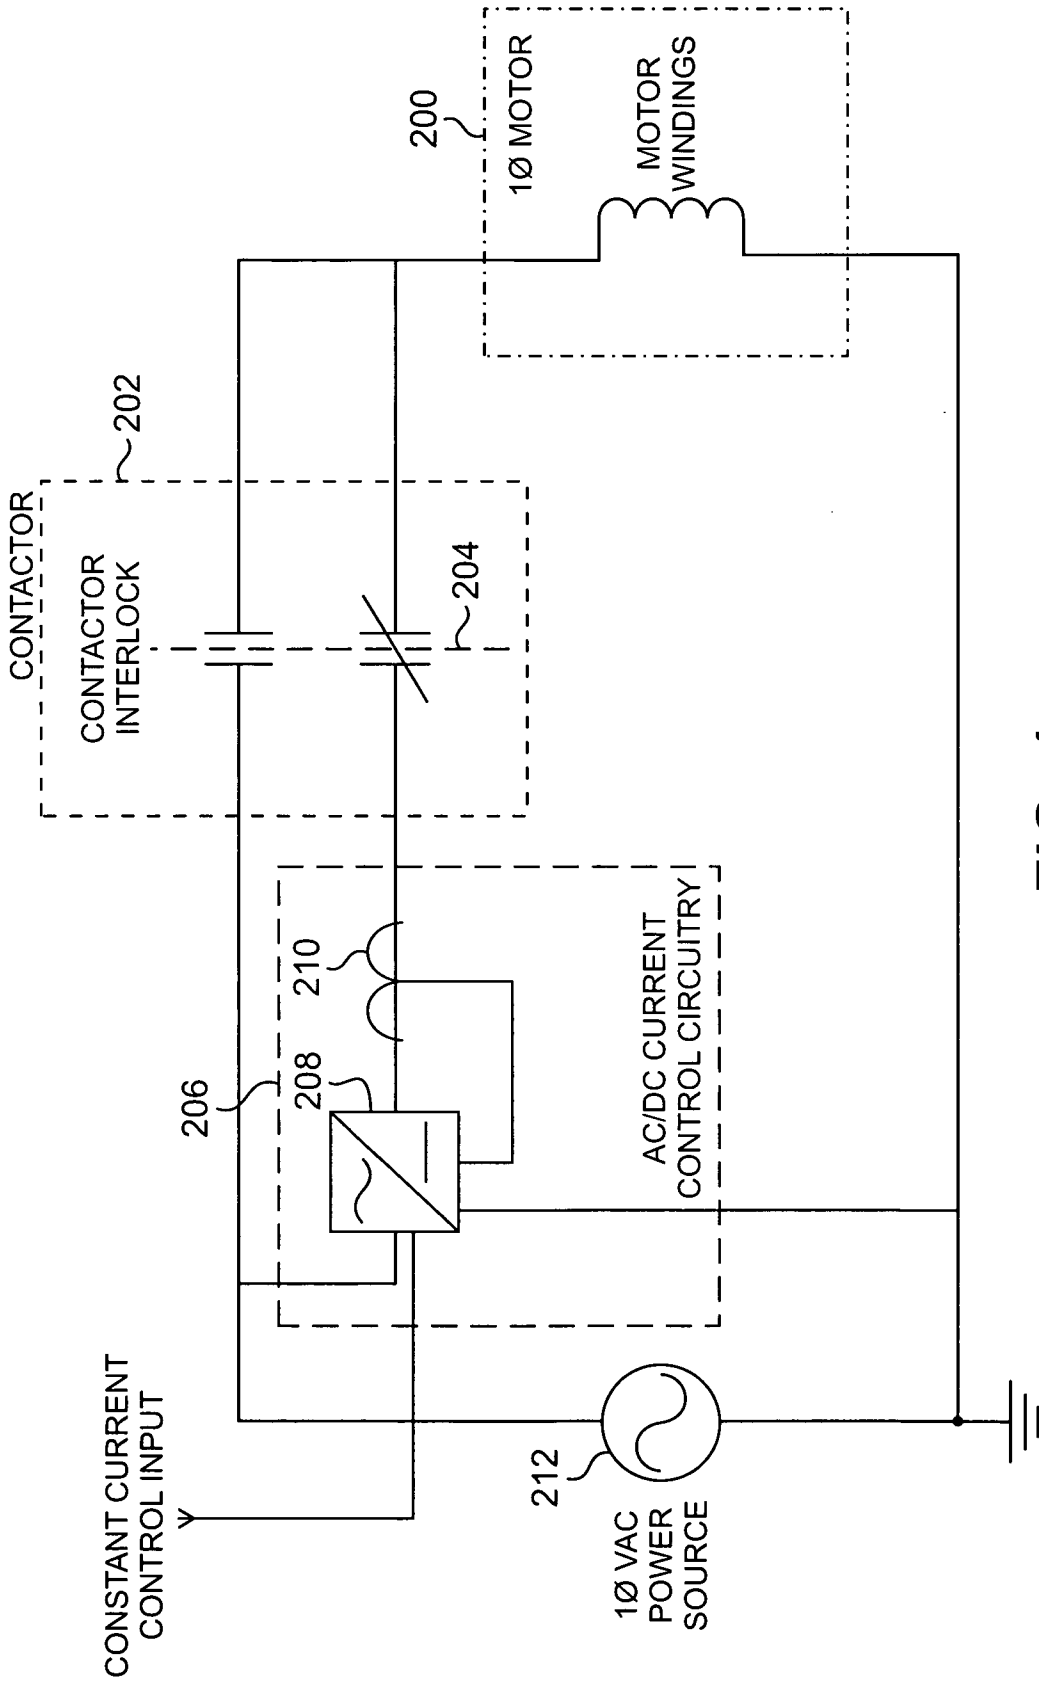 CONSTANT CURRENT
CONTROL INPUT
1Ø VAC
POWER
SOURCE
212
206
208
210
AC/DC CURRENT
CONTROL CIRCUITRY
CONTACTOR
202
CONTACTOR
INTERLOCK
204
200
1Ø MOTOR
MOTOR
WINDINGS